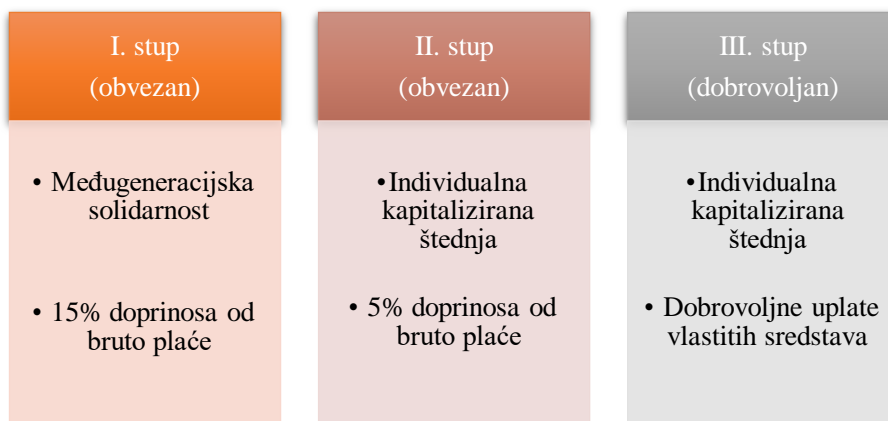 I. stup
(obvezan)
• Međugeneracijska
solidarnost
• 15% doprinosa od
bruto plaće
II. stup
(obvezan)
•Individualna
kapitalizirana
štednja
• 5% doprinosa od
bruto plaće
III. stup
(dobrovoljan)
•Individualna
kapitalizirana
štednja
• Dobrovoljne uplate
vlastitih sredstava